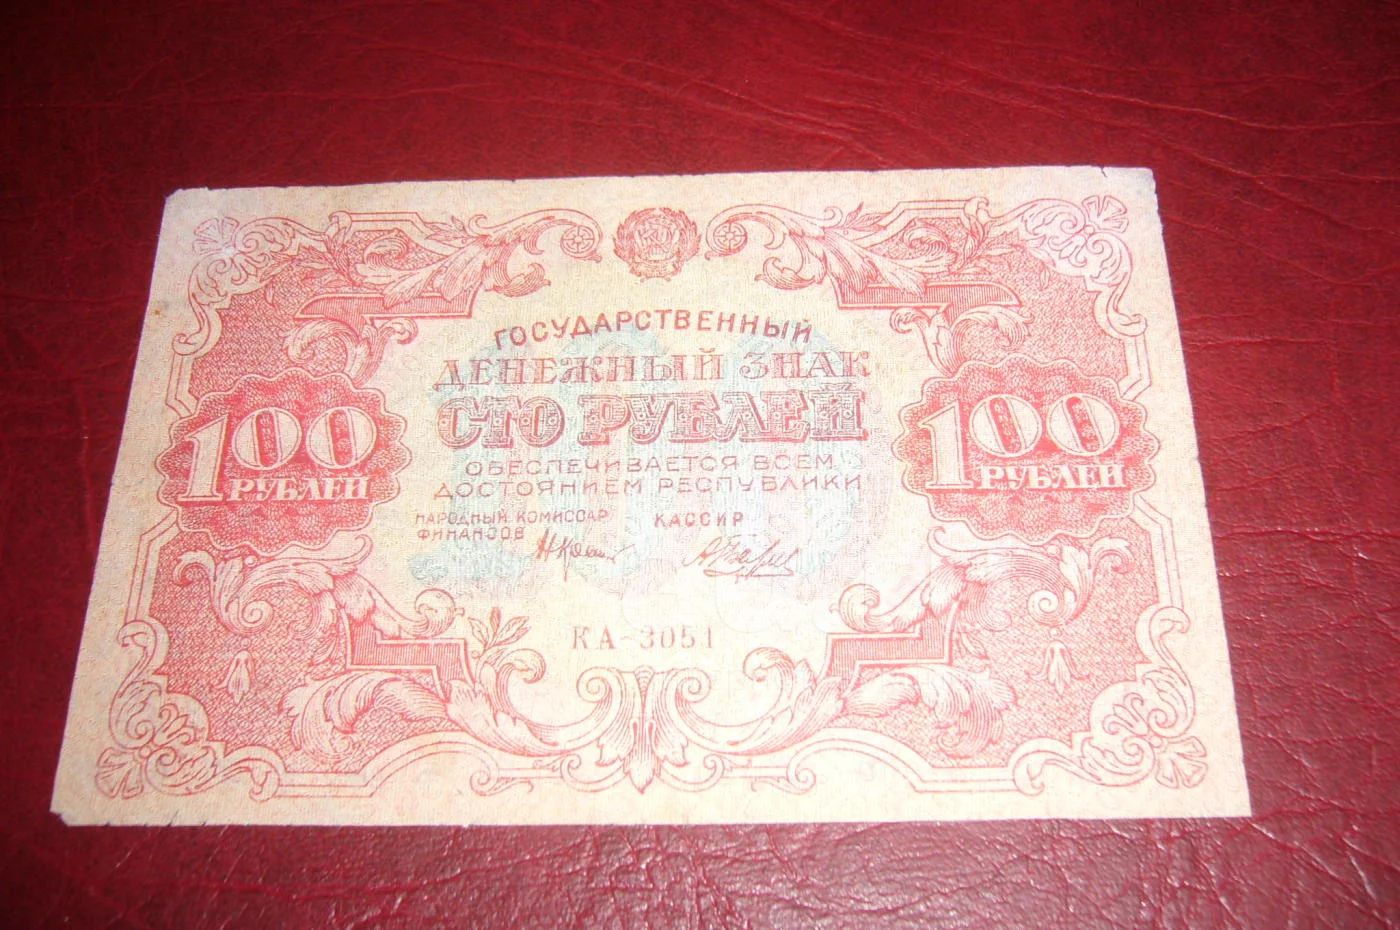 ГОСУДАРСТВЕННЫЙ
ДЕНЕЖНЫЙ ЗНАК
СТО РУБЛЕЙ
100
РУБЛЕЙ
100
РУБЛЕЙ
ОБЕСПЕЧИВАЕТСЯ ВСЕМ
ДОСТОЯНИЕМ РЕСПУБЛИКИ
НАРОДНЫЙ КОМИССАР
ФИНАНСОВ
КАССИР
КА-3051